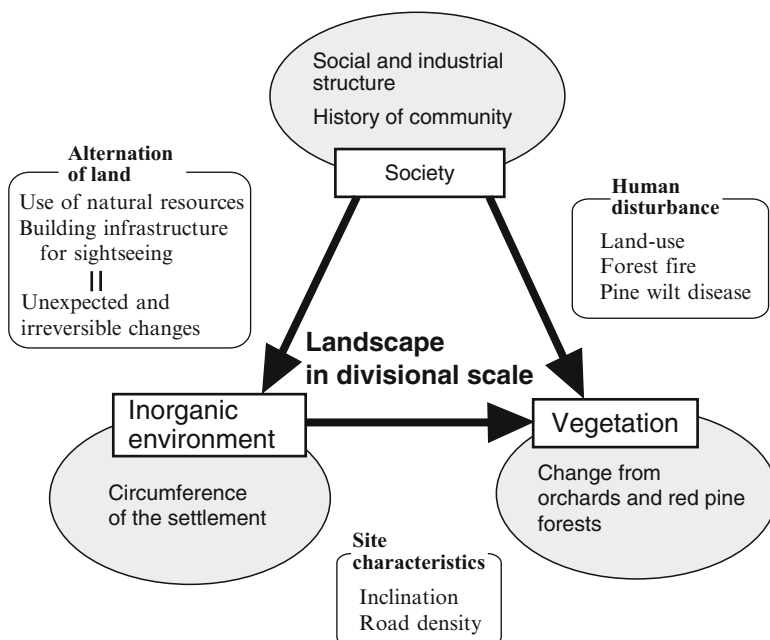 Social and industrial
structure
History of community
Society
Alternation
of land
Use of natural resources
Building infrastructure
for sightseeing
Unexpected and
irreversible changes
Human
disturbance
Land-use
Forest fire
Pine wilt disease
Landscape
in divisional scale
Inorganic
environment
Circumference
of the settlement
Vegetation
Change from
orchards and red pine
forests
Site
characteristics
Inclination
Road density